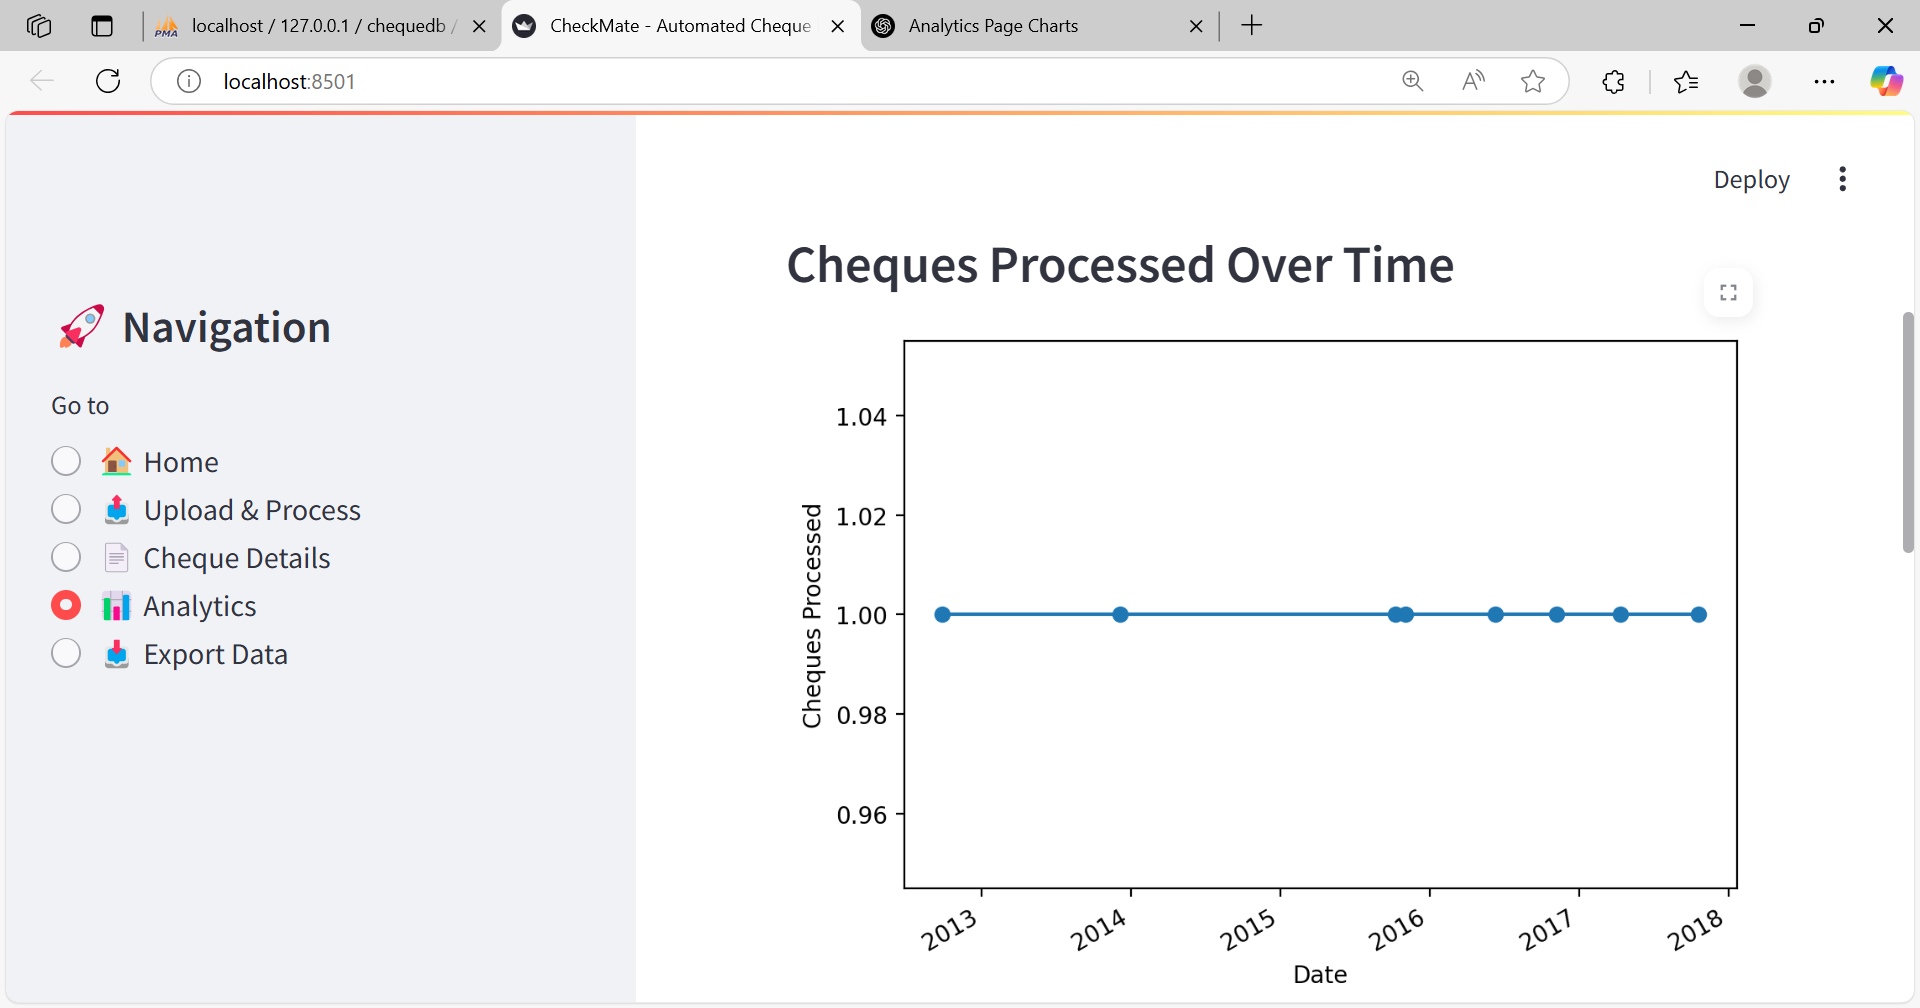 PMA localhost / 127.0.0.1 / chequedb /
CheckMate - Automated Cheque
Analytics Page Charts
localhost:8501
Deploy
Navigation
Go to
Home
Upload & Process
Cheque Details
Analytics
Export Data
Cheques Processed Over Time
Cheques Processed
1.04
1.02
1.00
0.98
0.96
2013 2014 2015 2016 2017 2018
Date